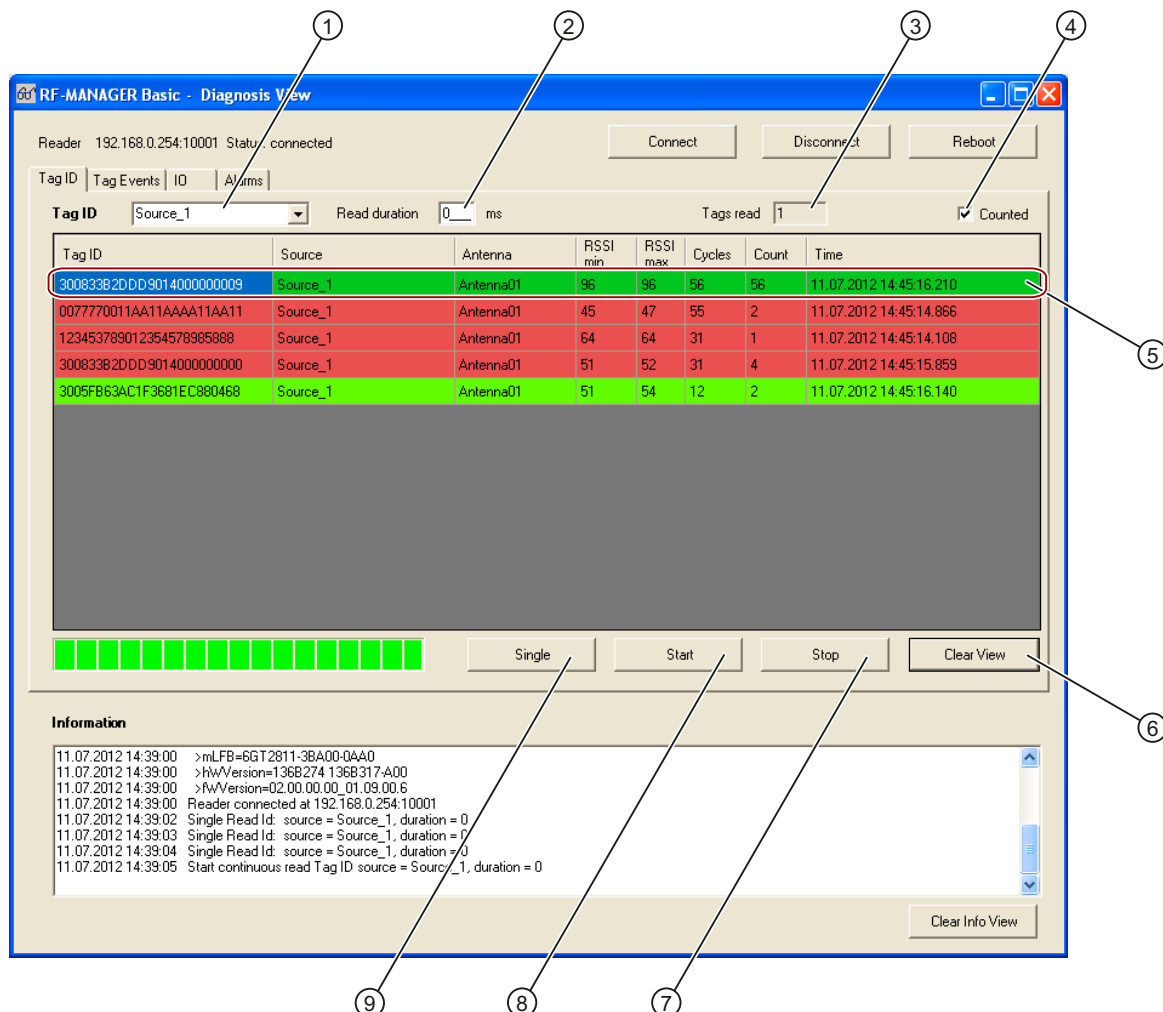 1 2 3 4
RF-MANAGER Basic - Diagnosis View
Reader 192.168.0.254:10001 Status: connected Connect Disconnect Reboot
Tag ID Tag Events IO Alarms
Tag ID Source_1 Read duration 0___ ms Tags read 1 Counted
Tag ID Source Antenna RSSI min RSSI max Cycles Count Time
300833B2DDD9014000000009 Source_1 Antenna01 96 96 56 56 11.07.2012 14:45:16.210
0077770011AA11AAAA11AA11 Source_1 Antenna01 45 47 55 2 11.07.2012 14:45:14.866
123453789012354578985888 Source_1 Antenna01 64 64 31 1 11.07.2012 14:45:14.108
5
300833B2DDD9014000000000 Source_1 Antenna01 51 52 31 4 11.07.2012 14:45:15.859
3005FB63AC1F3681EC880468 Source_1 Antenna01 51 54 12 2 11.07.2012 14:45:16.140
Single Start Stop Clear View
6
Information
11.07.2012 14:39:00 >mLFB=6GT2811-3BA00-0AA0
11.07.2012 14:39:00 >hWVersion=136B274 136B317-A00
11.07.2012 14:39:00 >fWVersion=02.00.00.00_01.09.00.6
11.07.2012 14:39:00 Reader connected at 192.168.0.254:10001
11.07.2012 14:39:02 Single Read Id: source = Source_1, duration = 0
11.07.2012 14:39:03 Single Read Id: source = Source_1, duration = 0
11.07.2012 14:39:04 Single Read Id: source = Source_1, duration = 0
11.07.2012 14:39:05 Start continuous read Tag ID source = Source_1, duration = 0
Clear Info View
9 8 7